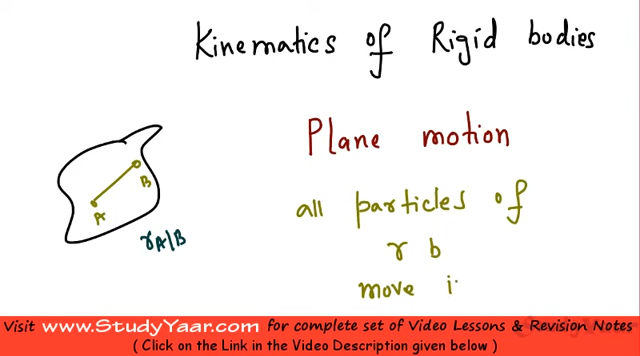 Kinematics of Rigid bodies
Plane motion
all particles of
r b
move i
A
B
rA/B
Visit www.StudyYaar.com for complete set of Video Lessons & Revision Notes
( Click on the Link in the Video Description given below )